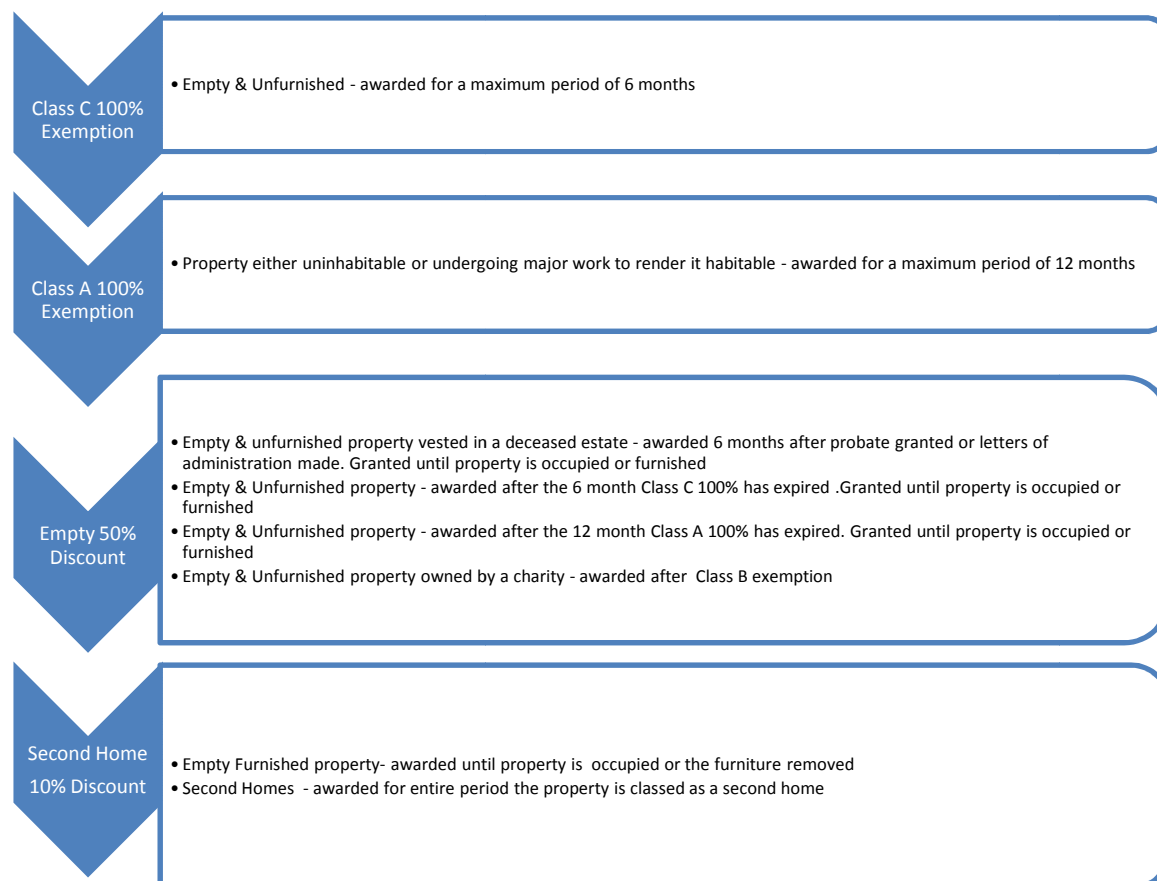 Class C 100%
Exemption
• Empty & Unfurnished - awarded for a maximum period of 6 months
Class A 100%
Exemption
• Property either uninhabitable or undergoing major work to render it habitable - awarded for a maximum period of 12 months
Empty 50%
Discount
• Empty & unfurnished property vested in a deceased estate - awarded 6 months after probate granted or letters of
administration made. Granted until property is occupied or furnished
• Empty & Unfurnished property - awarded after the 6 month Class C 100% has expired .Granted until property is occupied or
furnished
• Empty & Unfurnished property - awarded after the 12 month Class A 100% has expired. Granted until property is occupied or
furnished
• Empty & Unfurnished property owned by a charity - awarded after Class B exemption
Second Home
10% Discount
• Empty Furnished property- awarded until property is occupied or the furniture removed
• Second Homes - awarded for entire period the property is classed as a second home